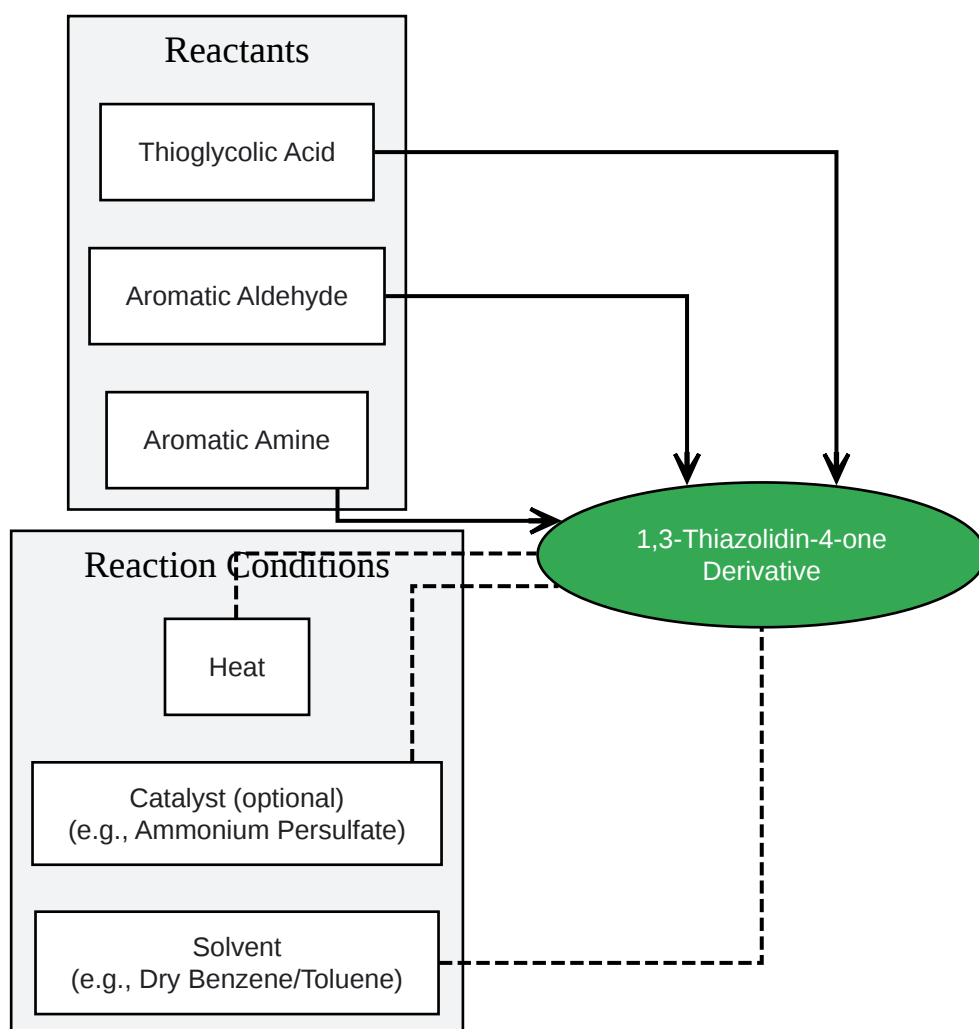 Reactants
Thioglycolic Acid
Aromatic Aldehyde
Aromatic Amine
1,3-Thiazolidin-4-one
Derivative
Reaction Conditions
Heat
Catalyst (optional)
(e.g., Ammonium Persulfate)
Solvent
(e.g., Dry Benzene/Toluene)